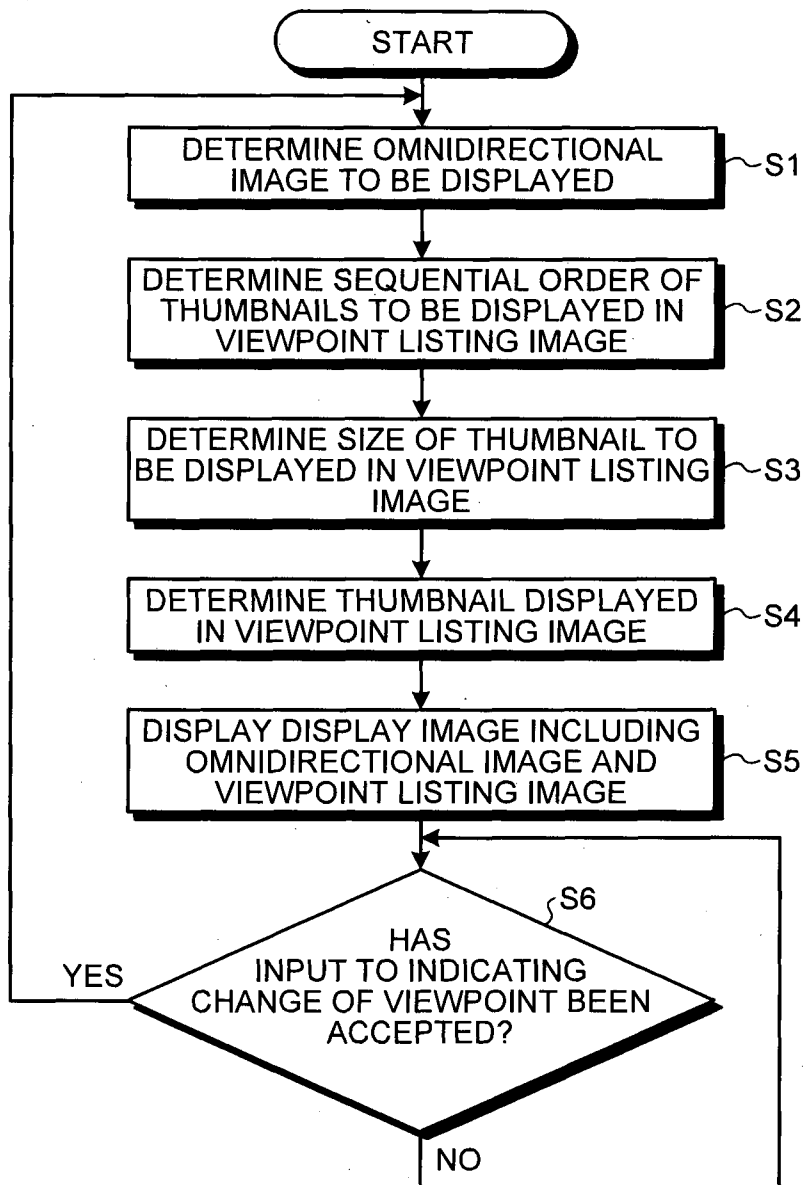 START
DETERMINE OMNIDIRECTIONAL
IMAGE TO BE DISPLAYED
S1
DETERMINE SEQUENTIAL ORDER OF
THUMBNAILS TO BE DISPLAYED IN
VIEWPOINT LISTING IMAGE
S2
DETERMINE SIZE OF THUMBNAIL TO
BE DISPLAYED IN VIEWPOINT LISTING
IMAGE
S3
DETERMINE THUMBNAIL DISPLAYED
IN VIEWPOINT LISTING IMAGE
S4
DISPLAY DISPLAY IMAGE INCLUDING
OMNIDIRECTIONAL IMAGE AND
VIEWPOINT LISTING IMAGE
S5
S6
HAS
INPUT TO INDICATING
CHANGE OF VIEWPOINT BEEN
ACCEPTED?
YES
NO